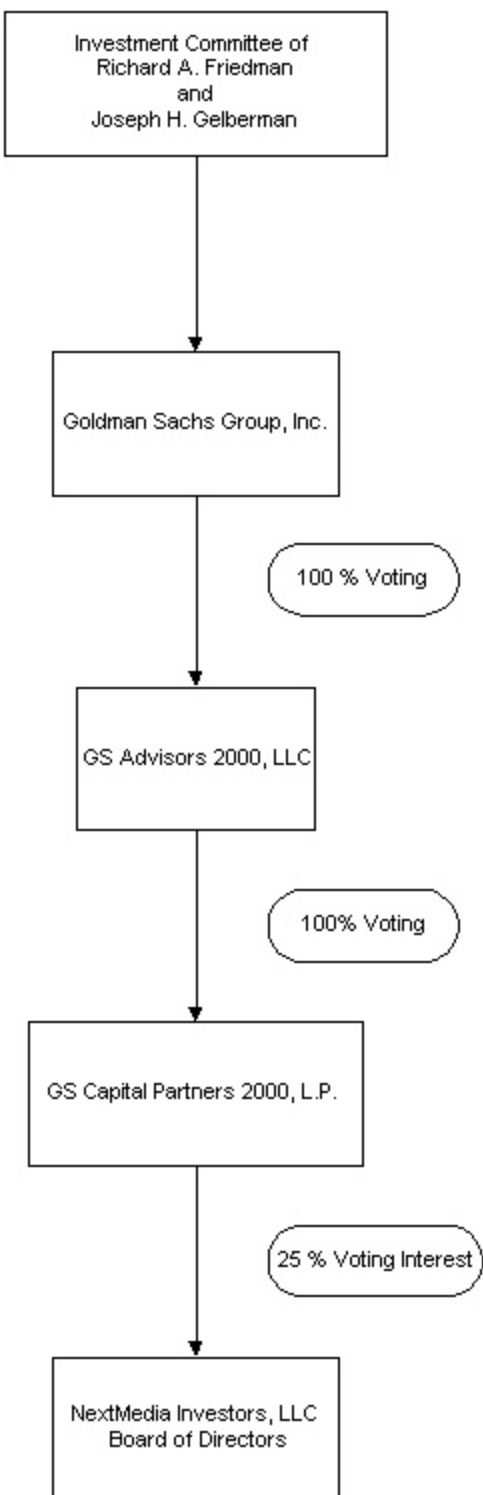 Investment Committee of
Richard A. Friedman
and
Joseph H. Gelberman
Goldman Sachs Group, Inc.
100 % Voting
GS Advisors 2000, LLC
100% Voting
GS Capital Partners 2000, L.P.
25 % Voting Interest
NextMedia Investors, LLC
Board of Directors